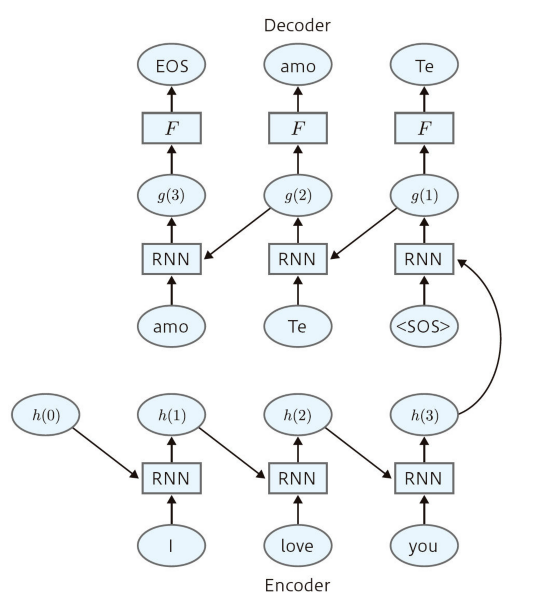 Decoder
EOS amo Te
F F F
g(3) g(2) g(1)
RNN RNN RNN
amo Te <SOS>
h(0) h(1) h(2) h(3)
RNN RNN RNN
I love you
Encoder